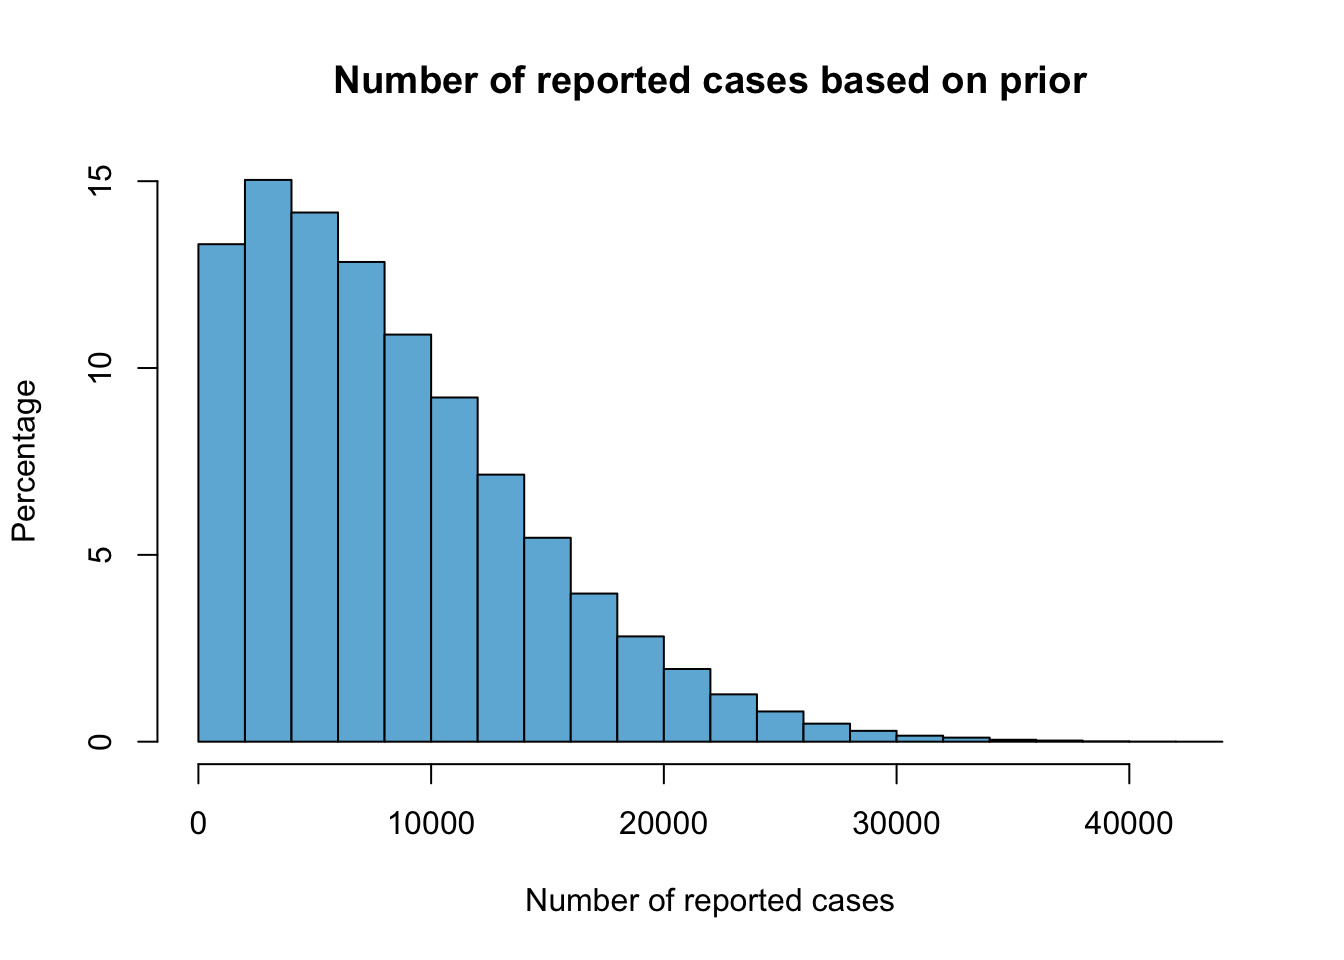 Number of reported cases based on prior
15
10
5
0
Percentage
0 10000 20000 30000 40000
Number of reported cases